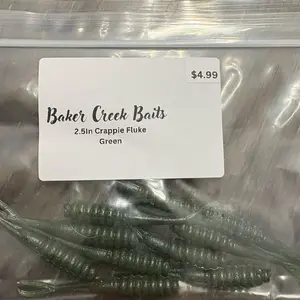 $4.99
Baker Creek Baits
2.5In Crappie Fluke
Green